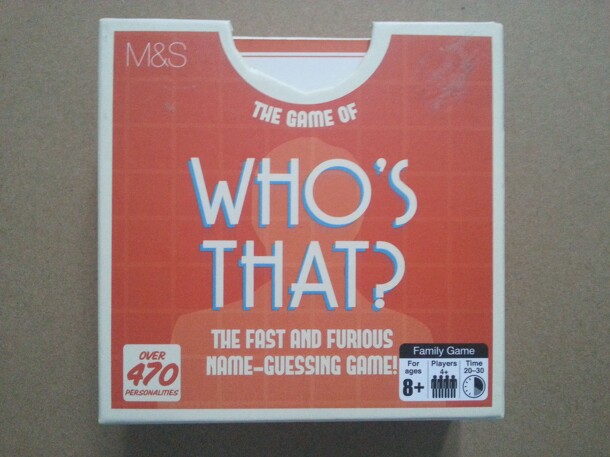 M&S
THE GAME OF
WHO'S
THAT?
THE FAST AND FURIOUS
NAME-GUESSING GAME!
OVER
470
PERSONALITIES
Family Game
For ages 8+
Players 4+
Time 20-30